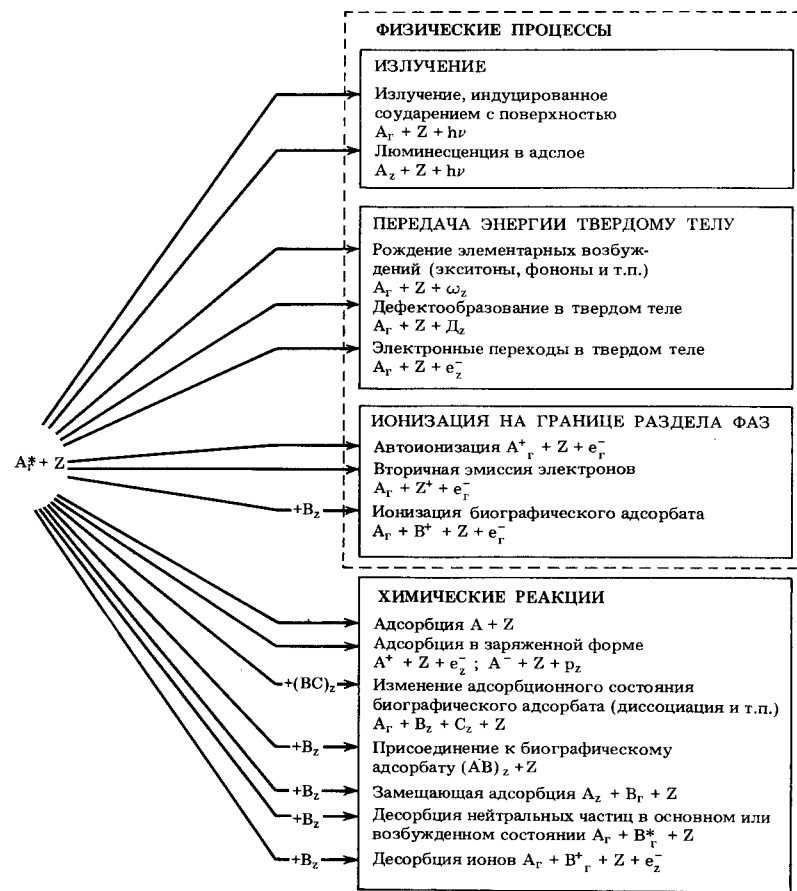 ФИЗИЧЕСКИЕ ПРОЦЕССЫ
ИЗЛУЧЕНИЕ
Излучение, индуцированное
соударением с поверхностью
Aг + Z + hν
Люминесценция в адслое
Az + Z + hν
ПЕРЕДАЧА ЭНЕРГИИ ТВЕРДОМУ ТЕЛУ
Рождение элементарных возбуж-
дений (экситоны, фононы и т.п.)
Aг + Z + ωz
Дефектообразование в твердом теле
Aг + Z + Дz
Электронные переходы в твердом теле
Aг + Z + e⁻z
ИОНИЗАЦИЯ НА ГРАНИЦЕ РАЗДЕЛА ФАЗ
Автоионизация A⁺г + Z + e⁻г
A*г + Z
Вторичная эмиссия электронов
Aг + Z⁺ + e⁻г
+Bz
Ионизация биографического адсорбата
Aг + B⁺ + Z + e⁻г
ХИМИЧЕСКИЕ РЕАКЦИИ
Адсорбция A + Z
Адсорбция в заряженной форме
A⁺ + Z + e⁻z ; A⁻ + Z + pz
+(BC)z
Изменение адсорбционного состояния
биографического адсорбата (диссоциация и т.п.)
Aг + Bz + Cz + Z
+Bz
Присоединение к биографическому
адсорбату (AB)z +Z
+Bz
Замещающая адсорбция Az + Bг + Z
+Bz
Десорбция нейтральных частиц в основном или
возбужденном состоянии Aг + B*г + Z
+Bz
Десорбция ионов Aг + B⁺г + Z + e⁻z